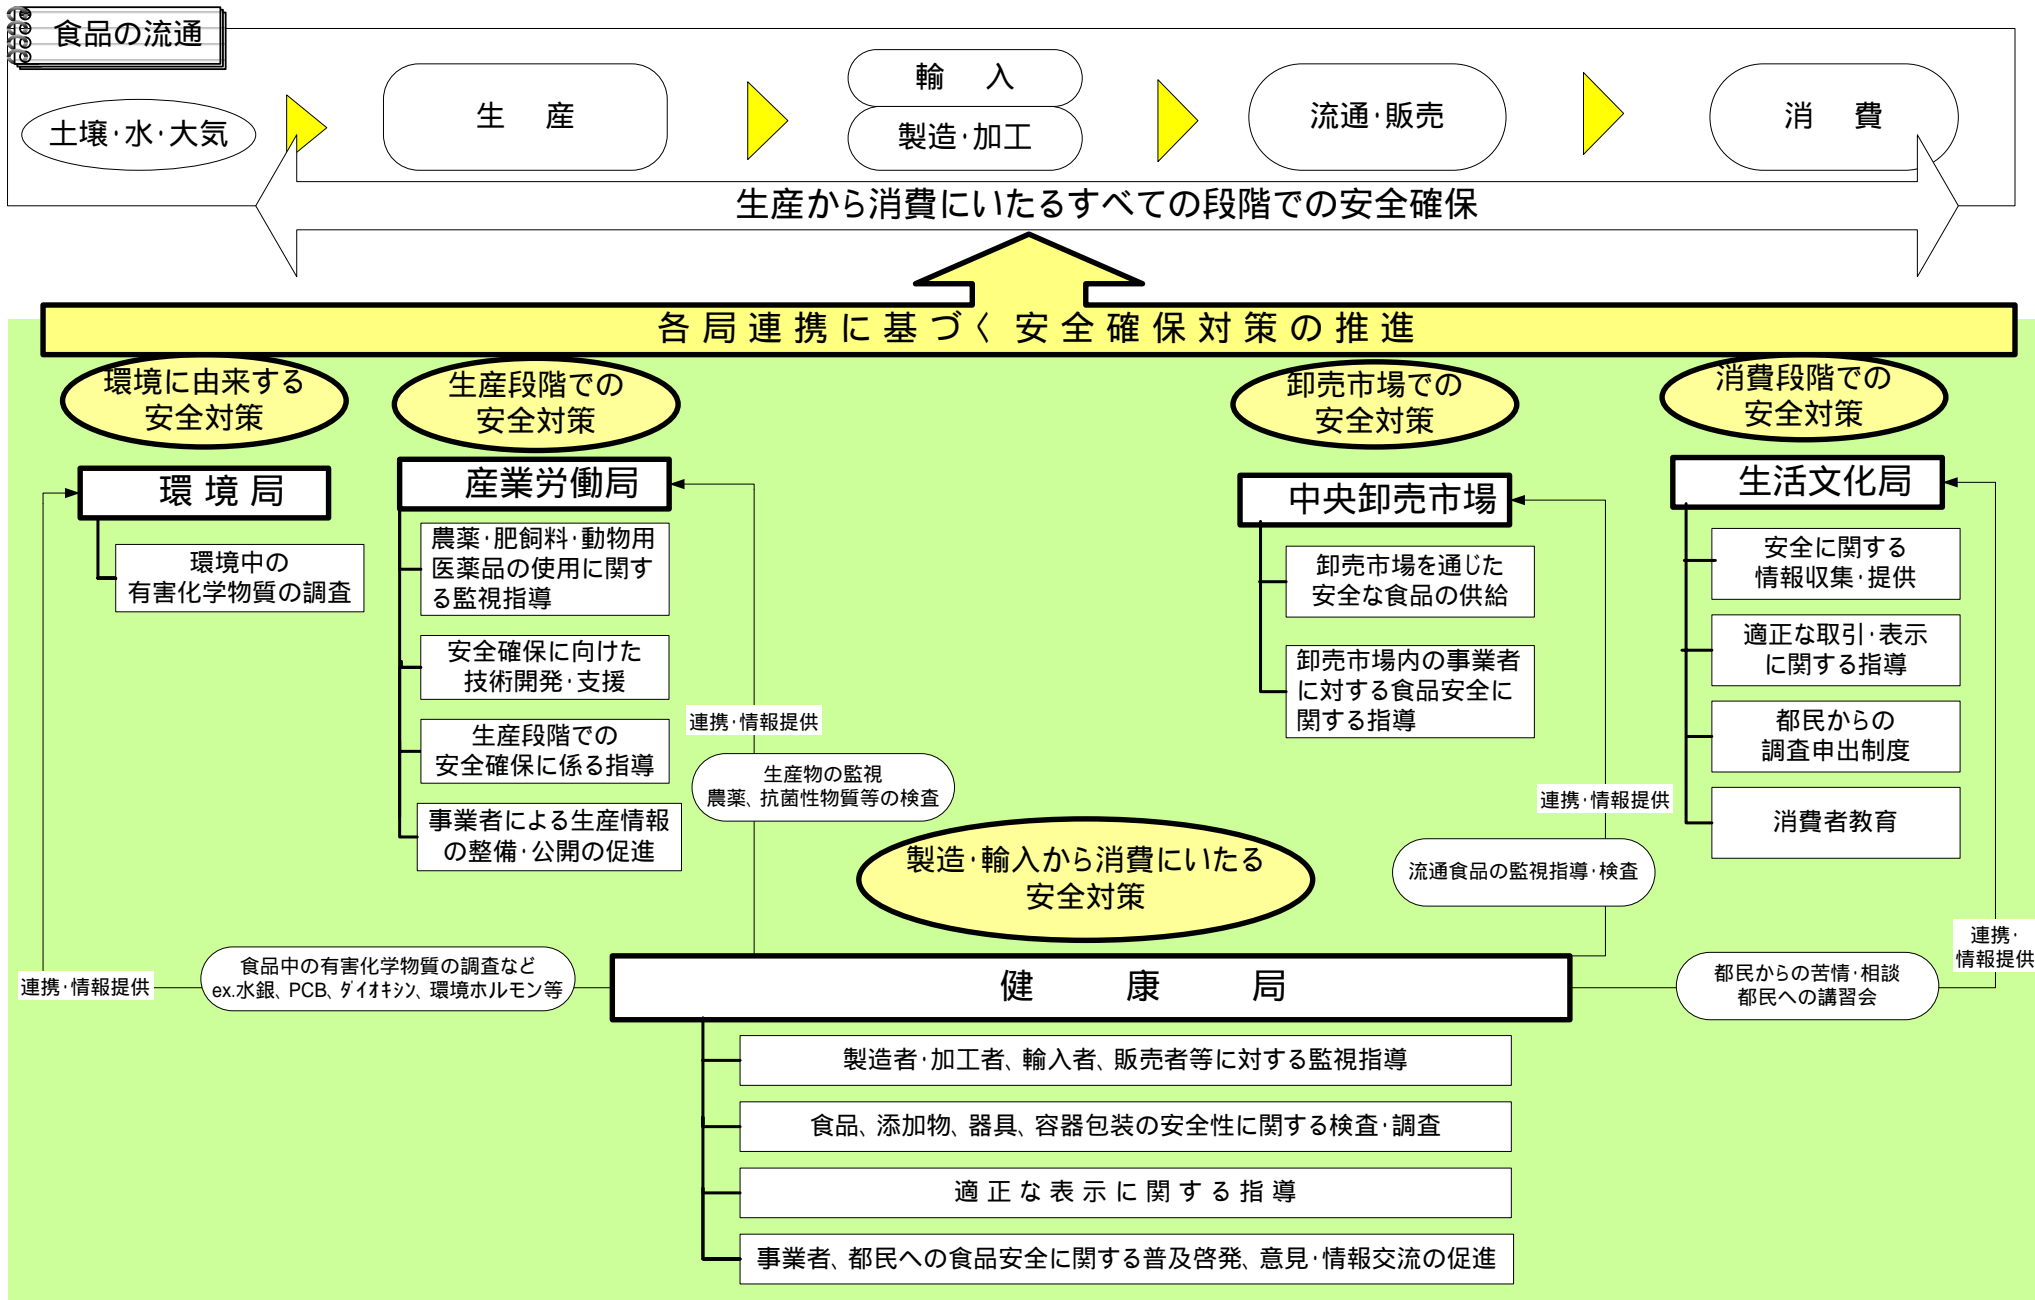 食品の流通
土壌･水･大気
生　産
輸　入
製造･加工
流通･販売
消　費
生産から消費にいたるすべての段階での安全確保
各局連携に基づく安全確保対策の推進
環境に由来する
安全対策
生産段階での
安全対策
卸売市場での
安全対策
消費段階での
安全対策
環境局
環境中の
有害化学物質の調査
産業労働局
農薬･肥飼料･動物用
医薬品の使用に関す
る監視指導
安全確保に向けた
技術開発･支援
生産段階での
安全確保に係る指導
事業者による生産情報
の整備･公開の促進
連携･情報提供
生産物の監視
農薬、抗菌性物質等の検査
中央卸売市場
卸売市場を通じた
安全な食品の供給
卸売市場内の事業者
に対する食品安全に
関する指導
連携･情報提供
流通食品の監視指導･検査
生活文化局
安全に関する
情報収集･提供
適正な取引･表示
に関する指導
都民からの
調査申出制度
消費者教育
製造･輸入から消費にいたる
安全対策
連携･情報提供
食品中の有害化学物質の調査など
ex.水銀、PCB、ﾀﾞｲｵｷｼﾝ、環境ホルモン等
健　康　局
都民からの苦情･相談
都民への講習会
連携･
情報提供
製造者･加工者、輸入者、販売者等に対する監視指導
食品、添加物、器具、容器包装の安全性に関する検査･調査
適正な表示に関する指導
事業者、都民への食品安全に関する普及啓発、意見･情報交流の促進